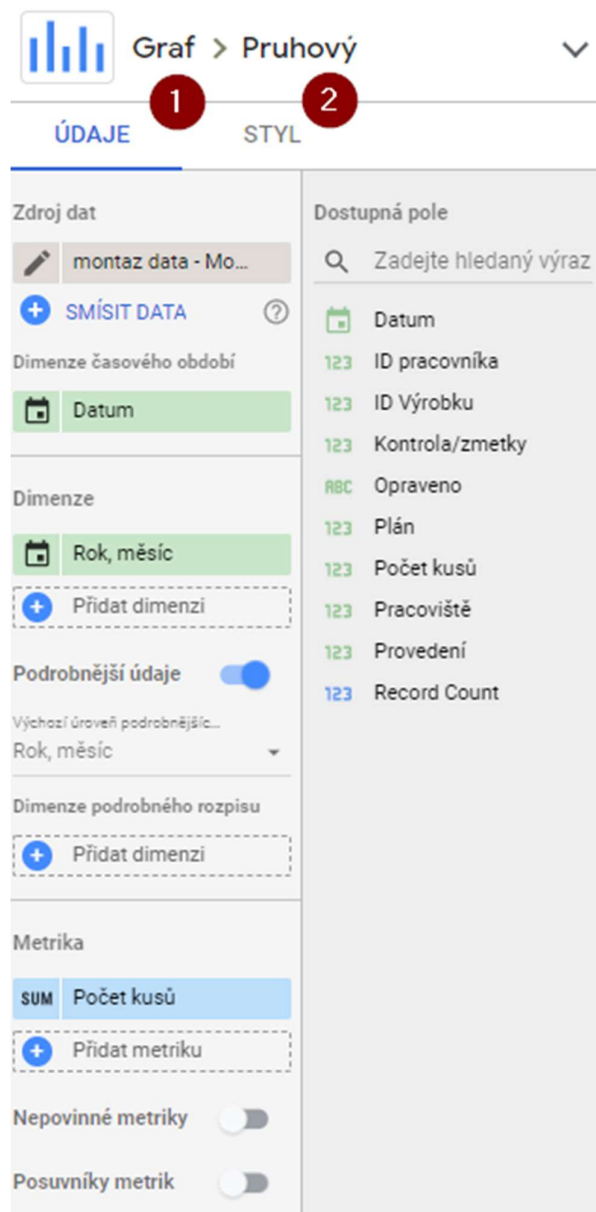 Graf > Pruhový
1
2
ÚDAJE
STYL
Zdroj dat
montaz data - Mo...
SMÍSIT DATA
Dimenze časového období
Datum
Dimenze
Rok, měsíc
Přidat dimenzi
Podrobnější údaje
Výchozí úroveň podrobnějšíc...
Rok, měsíc
Dimenze podrobného rozpisu
Přidat dimenzi
Metrika
SUM Počet kusů
Přidat metriku
Nepovinné metriky
Posuvníky metrik
Dostupná pole
Zadejte hledaný výraz
Datum
123 ID pracovníka
123 ID Výrobku
123 Kontrola/zmetky
ABC Opraveno
123 Plán
123 Počet kusů
123 Pracoviště
123 Provedení
123 Record Count